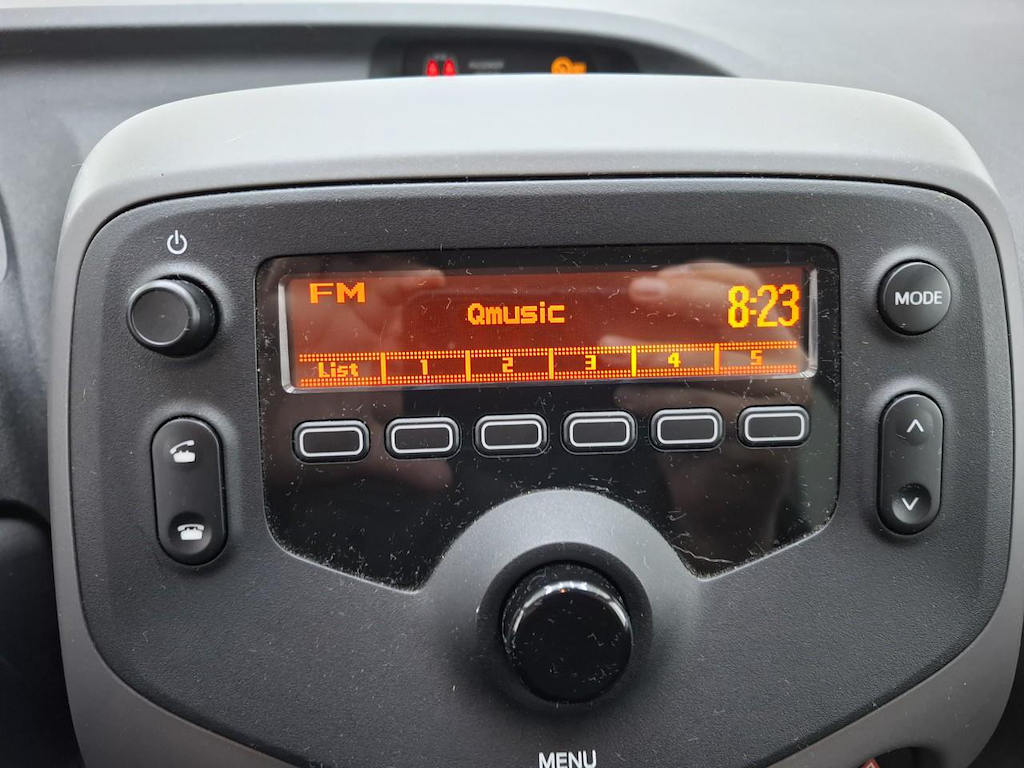 FM
Qmusic
8:23
MODE
List 1 2 3 4 5
MENU